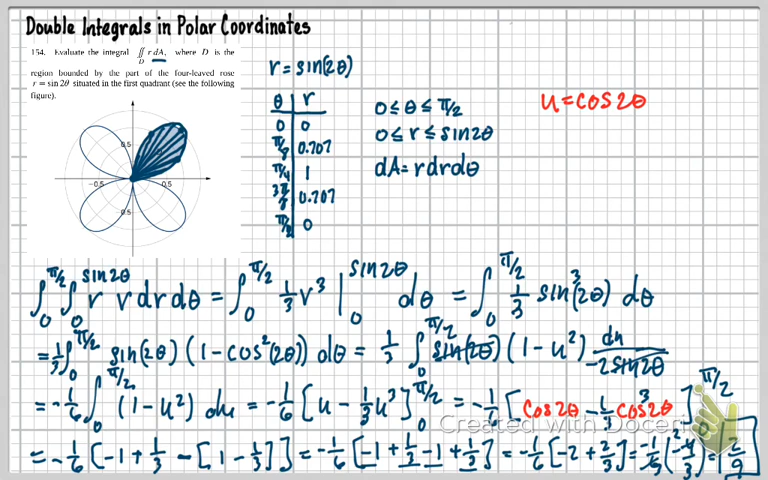 Double Integrals in Polar Coordinates
154. Evaluate the integral ∬_D r dA, where D is the
region bounded by the part of the four-leaved rose
r = sin 2θ situated in the first quadrant (see the following
figure).
0.5
-0.5 0.5
0.5
r = sin(2θ)
θ | r
0 | 0
π/8 | 0.707
π/4 | 1
3π/8 | 0.707
π/2 | 0
0 ≤ θ ≤ π/2
0 ≤ r ≤ sin2θ
dA = r dr dθ
u = cos2θ
∫_0^{π/2} ∫_0^{sin2θ} r r dr dθ = ∫_0^{π/2} 1/3 r³ |_0^{sin2θ} dθ = ∫_0^{π/2} 1/3 sin³(2θ) dθ
= 1/3 ∫_0^{π/2} sin(2θ) (1 - cos²(2θ)) dθ = 1/3 ∫_0^{π/2} sin(2θ) (1 - u²) du/-2sin2θ
= -1/6 ∫_0^{π/2} (1 - u²) du = -1/6 [u - 1/3 u³]_0^{π/2} = -1/6 [cos2θ - 1/3 cos³2θ]_0^{π/2}
Created with Doceri
= -1/6 [-1 + 1/3 - [1 - 1/3]] = -1/6 [-1 + 1/3 - 1 + 1/3] = -1/6 [-2 + 2/3] = -1/6 (-4/3) = 2/9